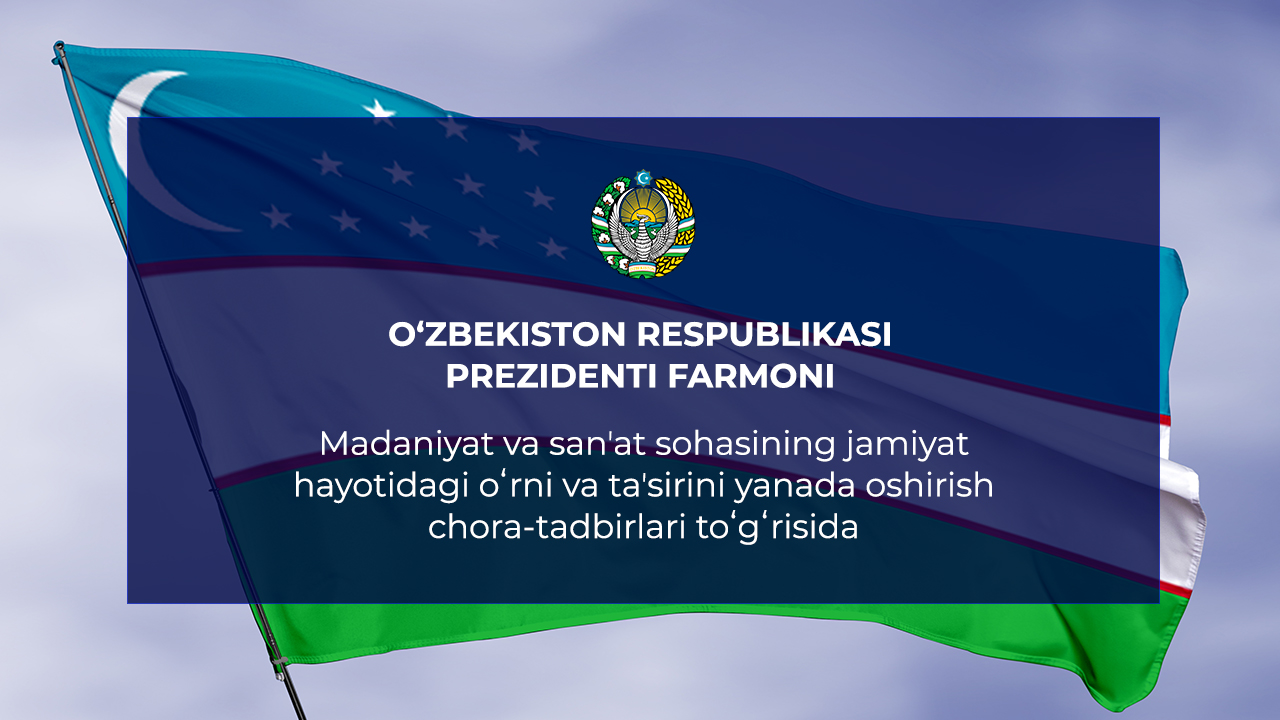 O‘ZBEKISTON RESPUBLIKASI
PREZIDENTI FARMONI
Madaniyat va san'at sohasining jamiyat
hayotidagi o‘rni va ta'sirini yanada oshirish
chora-tadbirlari to‘g‘risida